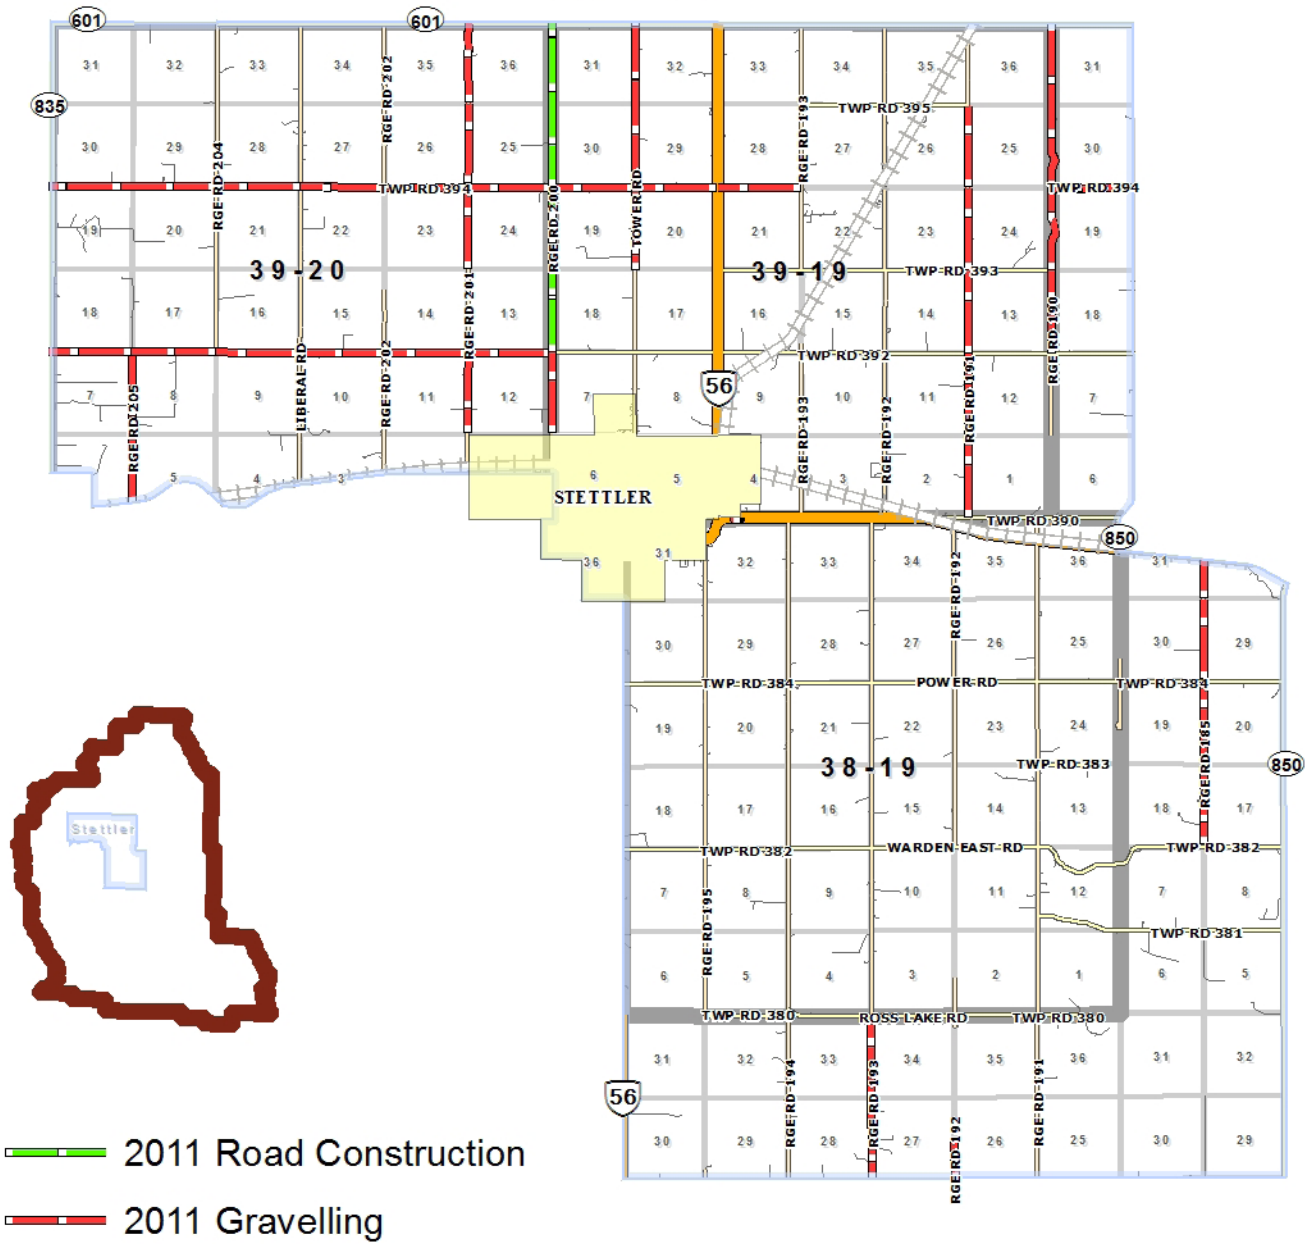 601 601
31 32 33 34 35 36 31 32 33 34 35 36 31
835
RGE RD 202
RGE RD 193
TWP RD 395
30 29 28 27 26 25 30 29 28 27 26 25 30
RGE RD 204
TWP RD 394
RGE RD 200
TOWER RD
TWP RD 394
19 20 21 22 23 24 19 20 21 22 23 24 19
39-20
39-19
TWP RD 393
18 17 16 15 14 13 18 17 16 15 14 13 18
RGE RD 201
RGE RD 190
LIBERAL RD
RGE RD 202
TWP RD 392
RGE RD 191
56
7 8 9 10 11 12 7 8 9 10 11 12 7
RGE RD 205
RGE RD 193
RGE RD 192
5 4 3 6 5 4 3 2 1 6
STETTLER
TWP RD 390
850
36 31 32 33 34 35 36 31
RGE RD 192
30 29 28 27 26 25 30 29
TWP RD 384
POWER RD
TWP RD 384
19 20 21 22 23 24 19 20
RGE RD 185
38-19
TWP RD 383
850
18 17 16 15 14 13 18 17
TWP RD 382
WARDEN EAST RD
TWP RD 382
7 8 9 10 11 12 7 8
RGE RD 195
TWP RD 381
6 5 4 3 2 1 6 5
TWP RD 380
ROSS LAKE RD
TWP RD 380
31 32 33 34 35 36 31 32
56
RGE RD 194
RGE RD 193
RGE RD 191
RGE RD 192
30 29 28 27 26 25 30 29
Stettler
2011 Road Construction
2011 Gravelling